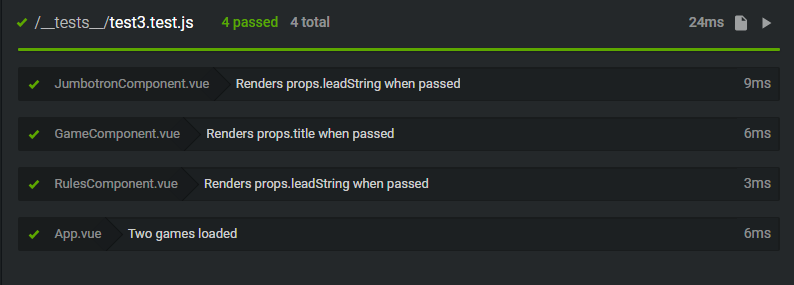 /__tests__/test3.test.js 4 passed 4 total 24ms
JumbotronComponent.vue Renders props.leadString when passed 9ms
GameComponent.vue Renders props.title when passed 6ms
RulesComponent.vue Renders props.leadString when passed 3ms
App.vue Two games loaded 6ms